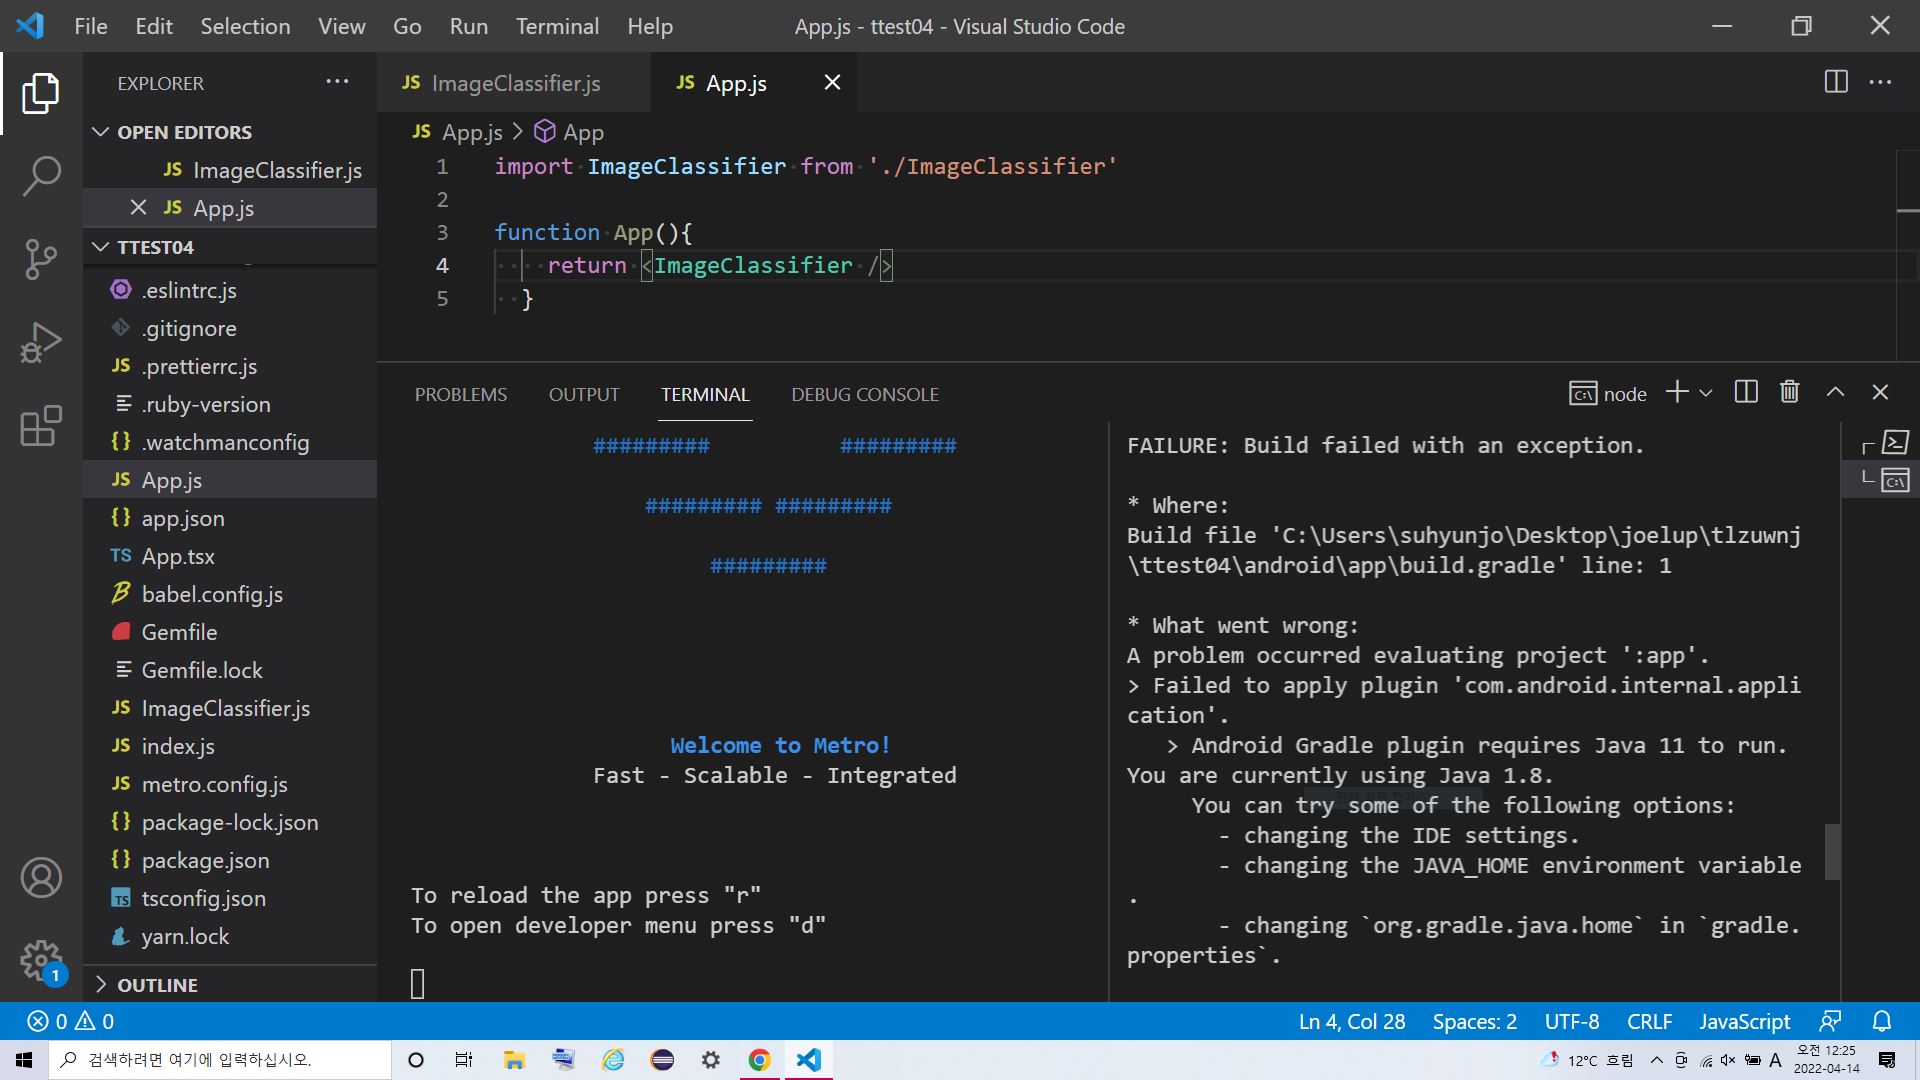 File Edit Selection View Go Run Terminal Help
App.js - ttest04 - Visual Studio Code
EXPLORER
OPEN EDITORS
JS ImageClassifier.js
JS App.js
TTEST04
.eslintrc.js
.gitignore
JS .prettierrc.js
.ruby-version
{} .watchmanconfig
JS App.js
{} app.json
TS App.tsx
babel.config.js
Gemfile
Gemfile.lock
JS ImageClassifier.js
JS index.js
JS metro.config.js
{} package-lock.json
{} package.json
TS tsconfig.json
yarn.lock
OUTLINE
1
JS ImageClassifier.js
JS App.js
JS App.js > App
1 import ImageClassifier from './ImageClassifier'
2
3 function App(){
4 return <ImageClassifier />
5 }
PROBLEMS OUTPUT TERMINAL DEBUG CONSOLE
node
######### #########
######### #########
#########
Welcome to Metro!
Fast - Scalable - Integrated
To reload the app press "r"
To open developer menu press "d"
FAILURE: Build failed with an exception.
* Where:
Build file 'C:\Users\suhyunjo\Desktop\joelup\tlzuwnj
\ttest04\android\app\build.gradle' line: 1
* What went wrong:
A problem occurred evaluating project ':app'.
> Failed to apply plugin 'com.android.internal.appli
cation'.
> Android Gradle plugin requires Java 11 to run.
You are currently using Java 1.8.
You can try some of the following options:
- changing the IDE settings.
- changing the JAVA_HOME environment variable
.
- changing `org.gradle.java.home` in `gradle.
properties`.
0 0
Ln 4, Col 28 Spaces: 2 UTF-8 CRLF JavaScript
검색하려면 여기에 입력하십시오.
12°C 흐림
A
오전 12:25
2022-04-14